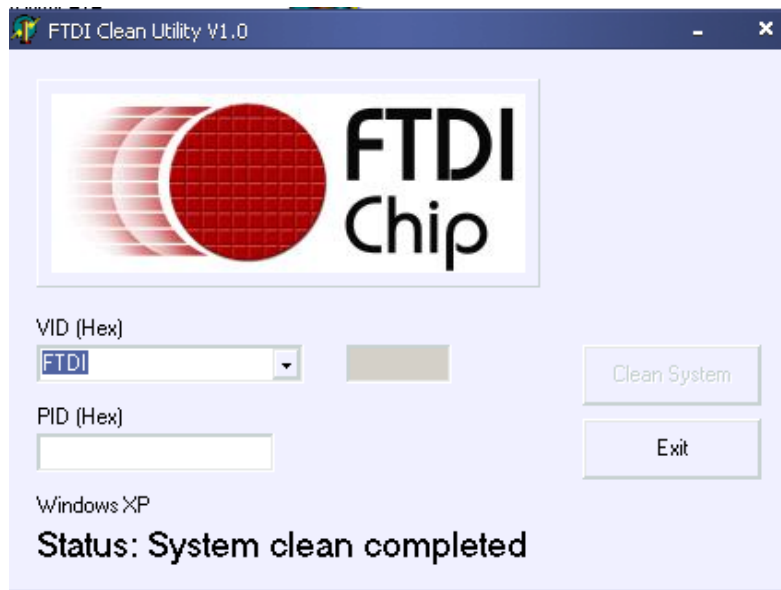 FTDI Clean Utility V1.0
FTDI
Chip
VID (Hex)
FTDI
Clean System
PID (Hex)
Exit
Windows XP
Status: System clean completed